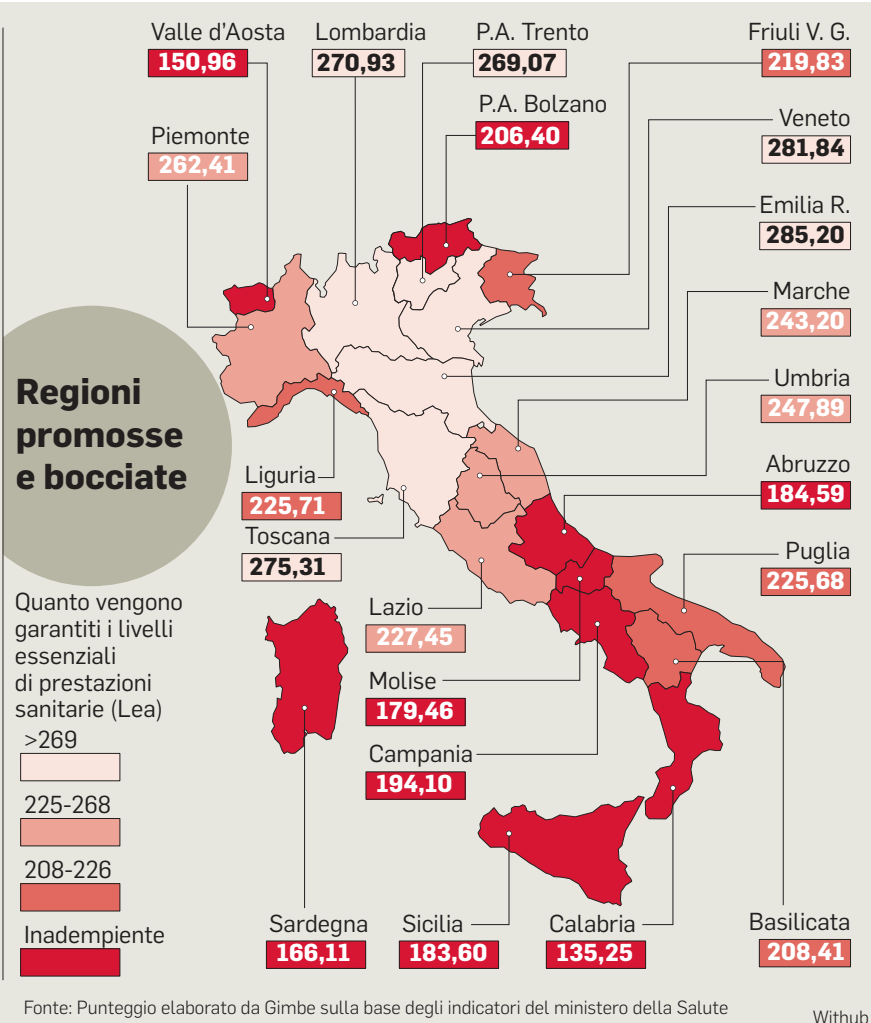 Valle d'Aosta
150,96
Lombardia
270,93
P.A. Trento
269,07
Friuli V. G.
219,83
P.A. Bolzano
206,40
Veneto
281,84
Piemonte
262,41
Emilia R.
285,20
Marche
243,20
Umbria
247,89
Abruzzo
184,59
Puglia
225,68
Regioni
promosse
e bocciate
Liguria
225,71
Toscana
275,31
Lazio
227,45
Molise
179,46
Campania
194,10
Quanto vengono
garantiti i livelli
essenziali
di prestazioni
sanitarie (Lea)
>269
225-268
208-226
Inadempiente
Sardegna
166,11
Sicilia
183,60
Calabria
135,25
Basilicata
208,41
Fonte: Punteggio elaborato da Gimbe sulla base degli indicatori del ministero della Salute
Withub